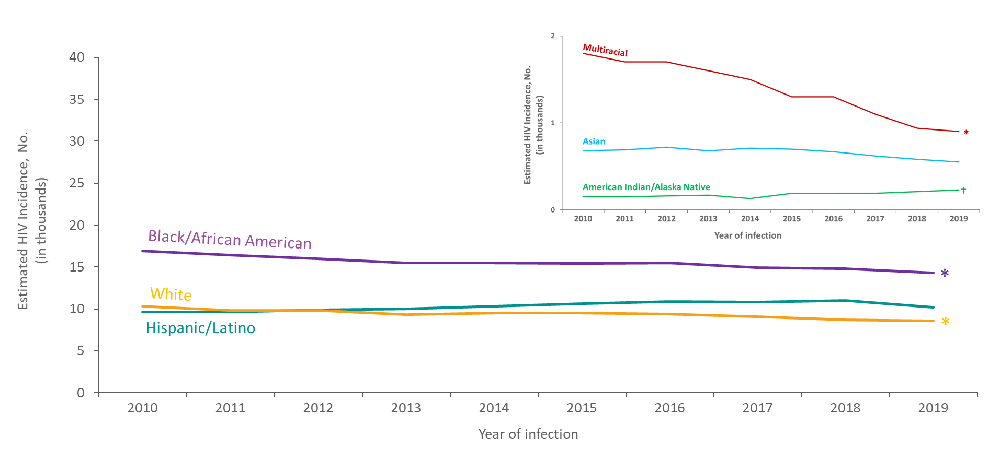 2
Multiracial
Estimated HIV Incidence, No.
(in thousands)
1
*
Asian
American Indian/Alaska Native
†
0
2010 2011 2012 2013 2014 2015 2016 2017 2018 2019
Year of infection
40
35
30
25
20
15
10
5
0
Estimated HIV Incidence, No.
(in thousands)
Black/African American
*
White
*
Hispanic/Latino
2010 2011 2012 2013 2014 2015 2016 2017 2018 2019
Year of infection